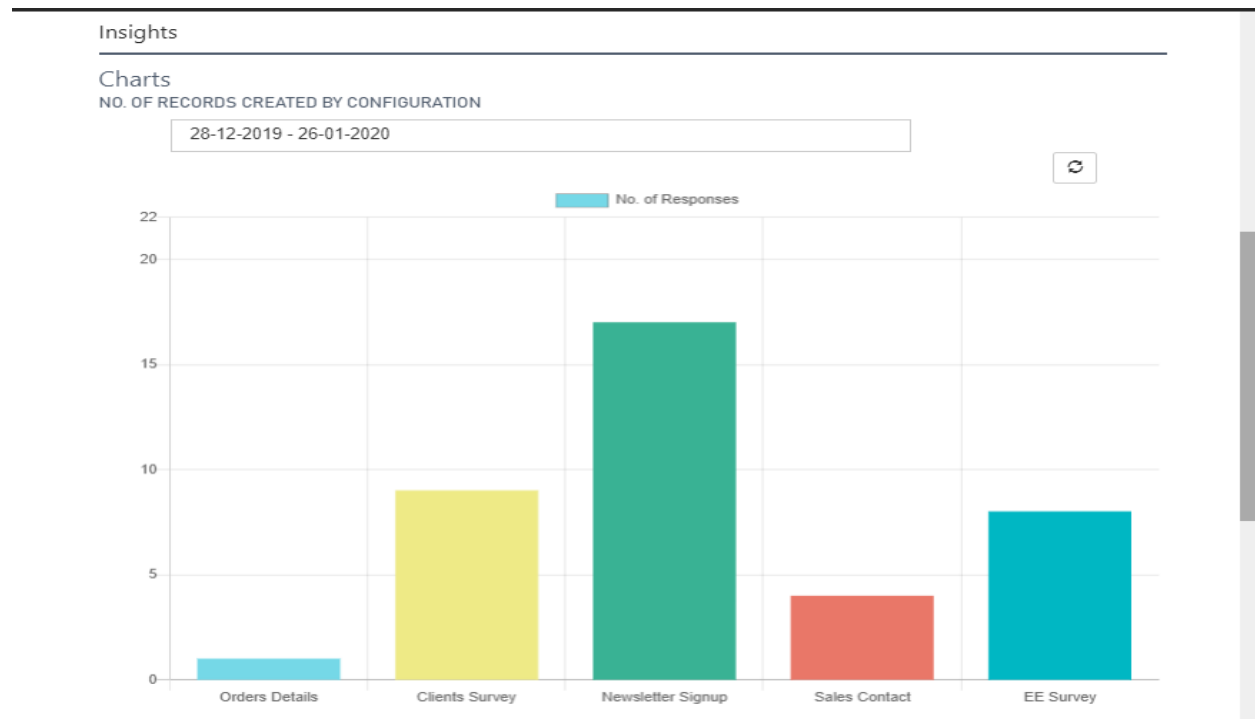 Insights
Charts
NO. OF RECORDS CREATED BY CONFIGURATION
28-12-2019 - 26-01-2020
No. of Responses
22
20
15
10
5
0
Orders Details Clients Survey Newsletter Signup Sales Contact EE Survey